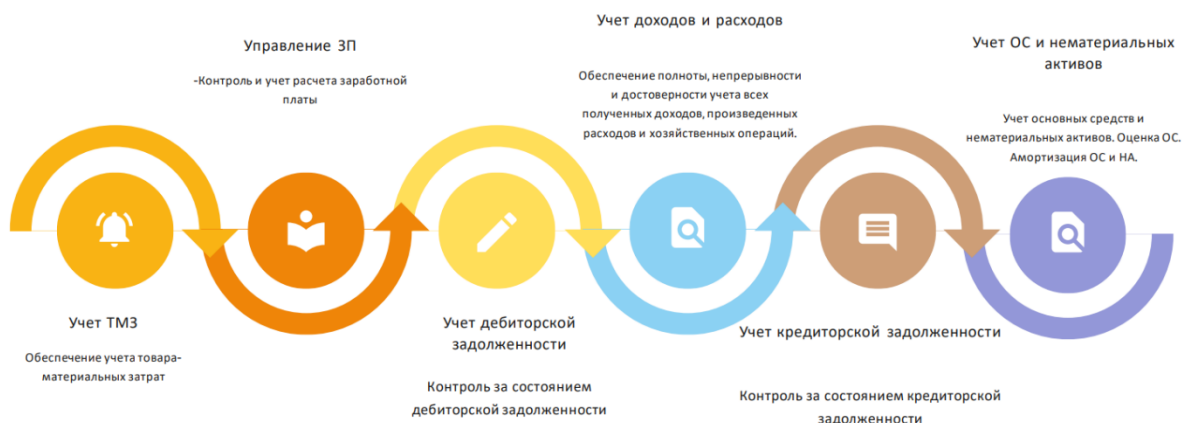 Учет ТМЗ
Обеспечение учета товара-
материальных затрат
Управление ЗП
-Контроль и учет расчета заработной
платы
Учет дебиторской
задолженности
Контроль за состоянием
дебиторской задолженности
Учет доходов и расходов
Обеспечение полноты, непрерывности
и достоверности учета всех
полученных доходов, произведенных
расходов и хозяйственных операций.
Учет кредиторской задолженности
Контроль за состоянием кредиторской
задолженности
Учет ОС и нематериальных
активов
Учет основных средств и
нематериальных активов. Оценка ОС.
Амортизация ОС и НА.